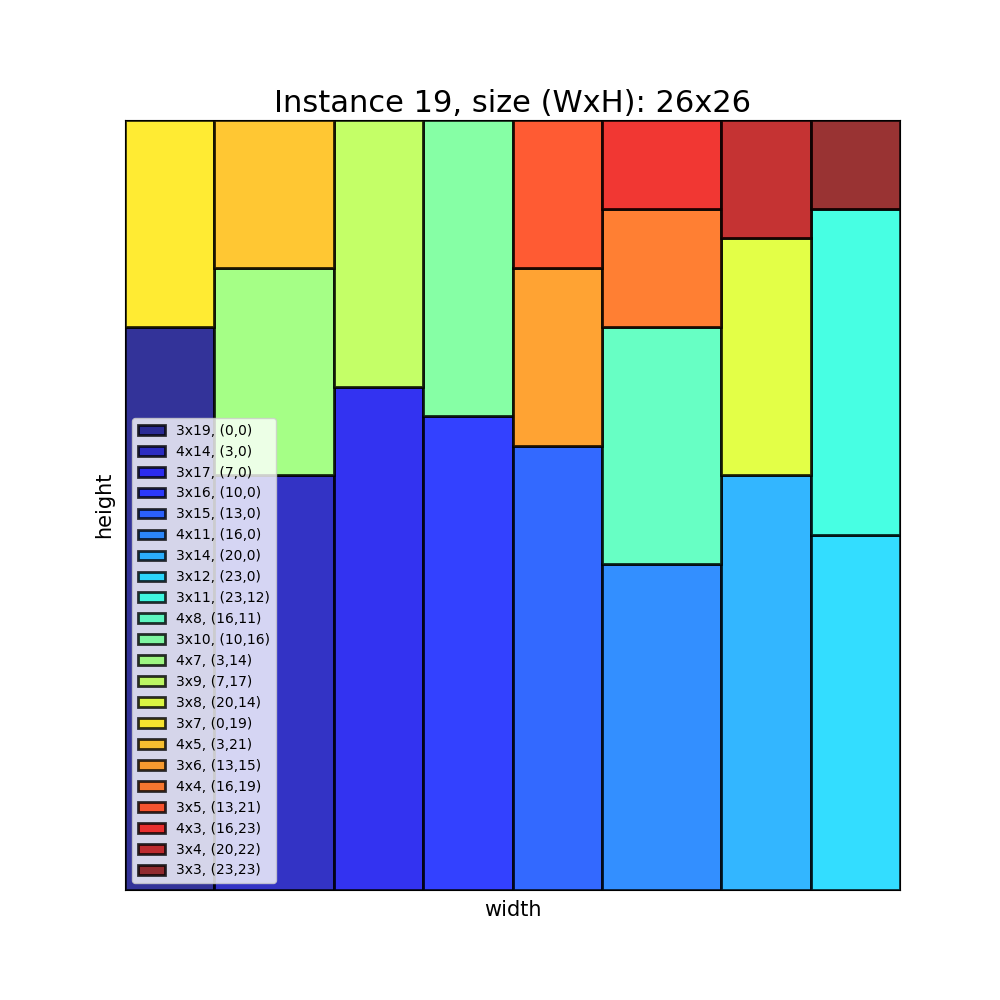 Instance 19, size (WxH): 26x26
height
3x19, (0,0)
4x14, (3,0)
3x17, (7,0)
3x16, (10,0)
3x15, (13,0)
4x11, (16,0)
3x14, (20,0)
3x12, (23,0)
3x11, (23,12)
4x8, (16,11)
3x10, (10,16)
4x7, (3,14)
3x9, (7,17)
3x8, (20,14)
3x7, (0,19)
4x5, (3,21)
3x6, (13,15)
4x4, (16,19)
3x5, (13,21)
4x3, (16,23)
3x4, (20,22)
3x3, (23,23)
width